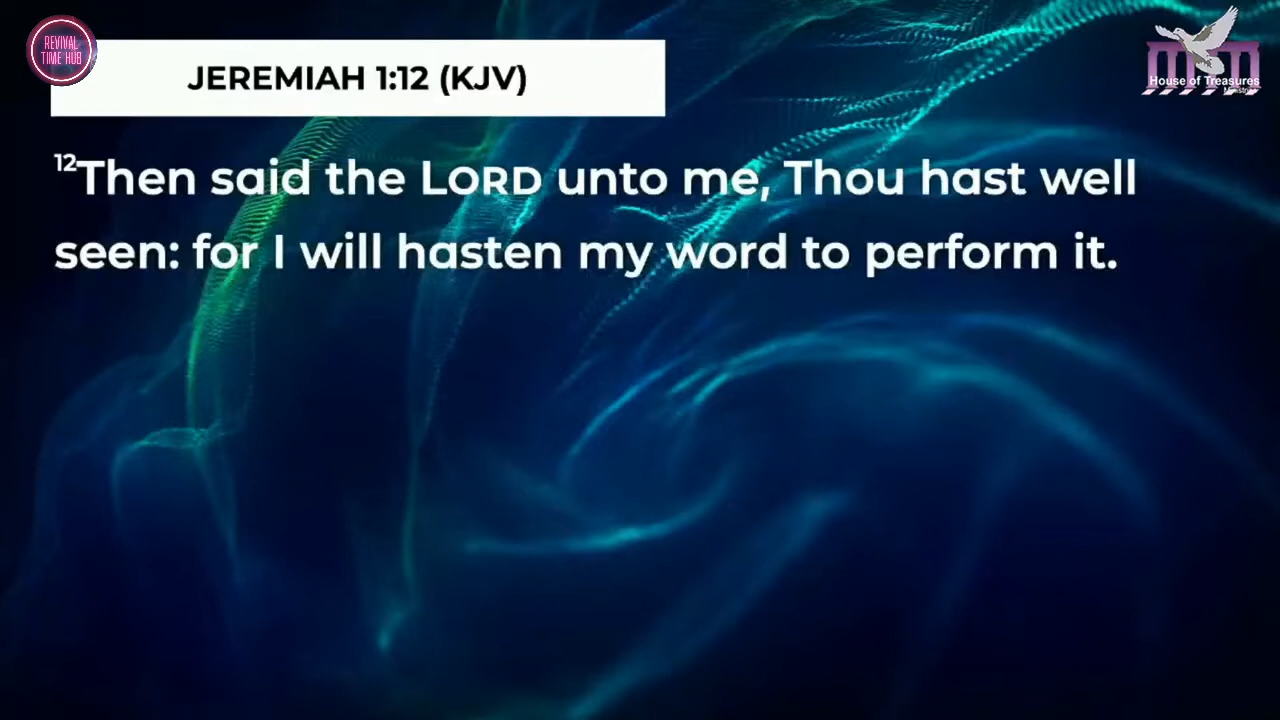 REVIVAL
TIME HUB
JEREMIAH 1:12 (KJV)
House of Treasures
Ministries
12Then said the LORD unto me, Thou hast well
seen: for I will hasten my word to perform it.